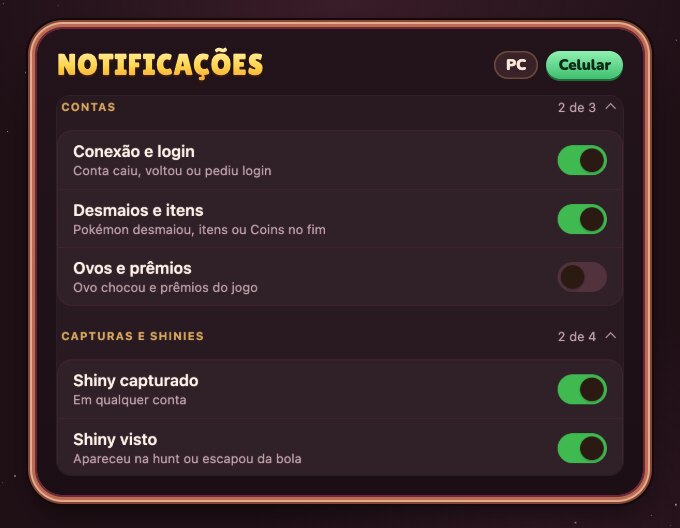 NOTIFICAÇÕES
PC
Celular
CONTAS
2 de 3
Conexão e login
Conta caiu, voltou ou pediu login
Desmaios e itens
Pokémon desmaiou, itens ou Coins no fim
Ovos e prêmios
Ovo chocou e prêmios do jogo
CAPTURAS E SHINIES
2 de 4
Shiny capturado
Em qualquer conta
Shiny visto
Apareceu na hunt ou escapou da bola